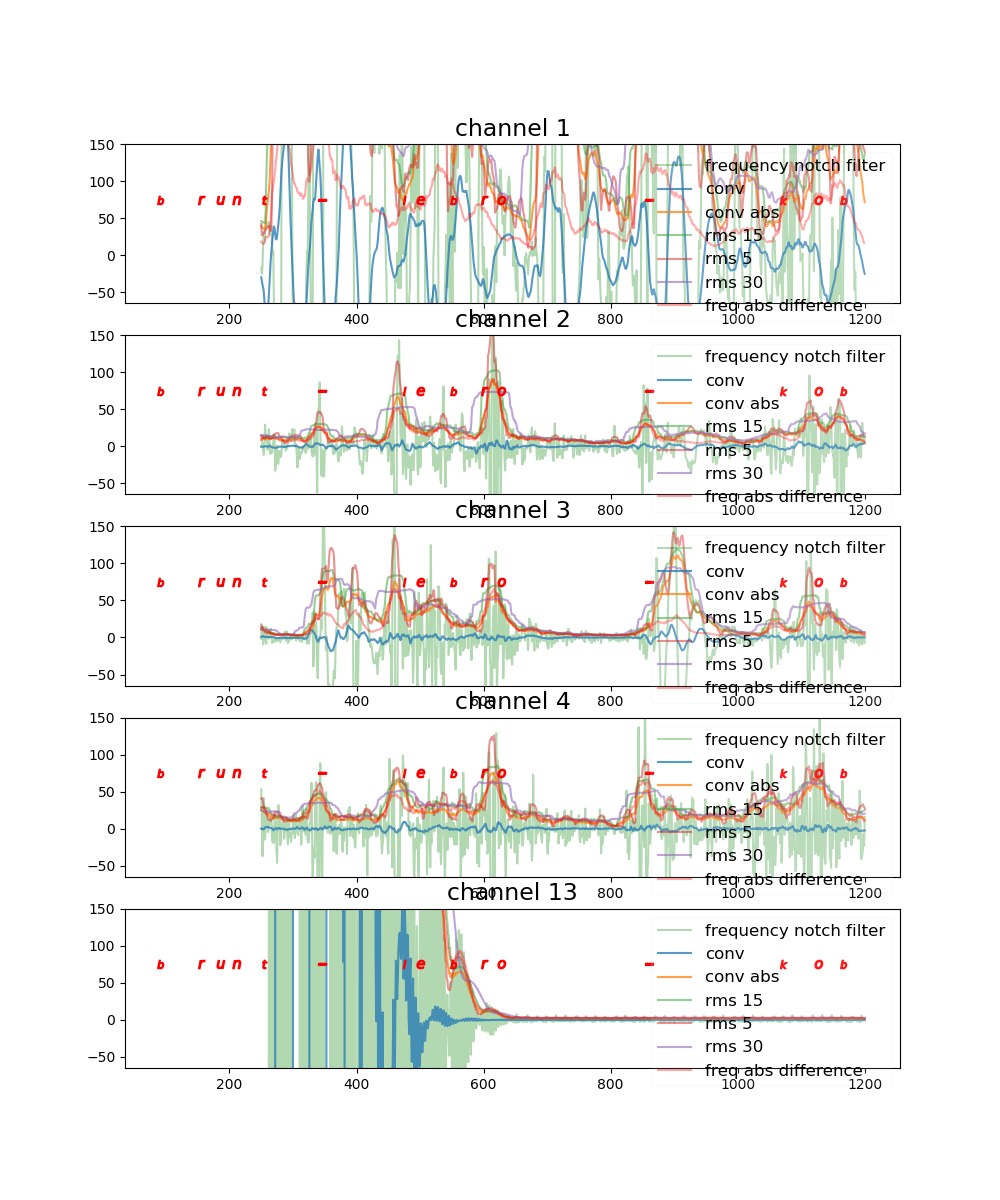 channel 1
150
100
50
0
−50
b r u n t - l e b r o - k o b
frequency notch filter
conv
conv abs
rms 15
rms 5
rms 30
freq abs difference
200 400 600 800 1000 1200
channel 2
150
100
50
0
−50
b r u n t - l e b r o - k o b
frequency notch filter
conv
conv abs
rms 15
rms 5
rms 30
freq abs difference
200 400 600 800 1000 1200
channel 3
150
100
50
0
−50
b r u n t - l e b r o - k o b
frequency notch filter
conv
conv abs
rms 15
rms 5
rms 30
freq abs difference
200 400 600 800 1000 1200
channel 4
150
100
50
0
−50
b r u n t - l e b r o - k o b
frequency notch filter
conv
conv abs
rms 15
rms 5
rms 30
freq abs difference
200 400 600 800 1000 1200
channel 13
150
100
50
0
−50
b r u n t - l e b r o - k o b
frequency notch filter
conv
conv abs
rms 15
rms 5
rms 30
freq abs difference
200 400 600 800 1000 1200